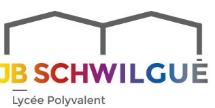 JB SCHWILGUÉ
Lycée Polyvalent